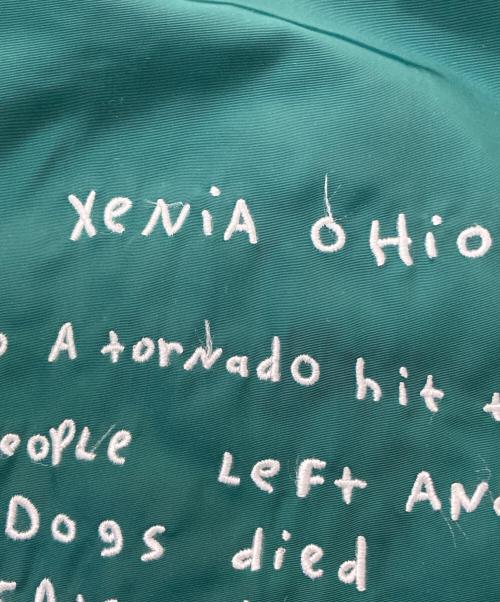 XeNiA OHio
A torNado hit
eoPLe LeFt AN
Dogs died